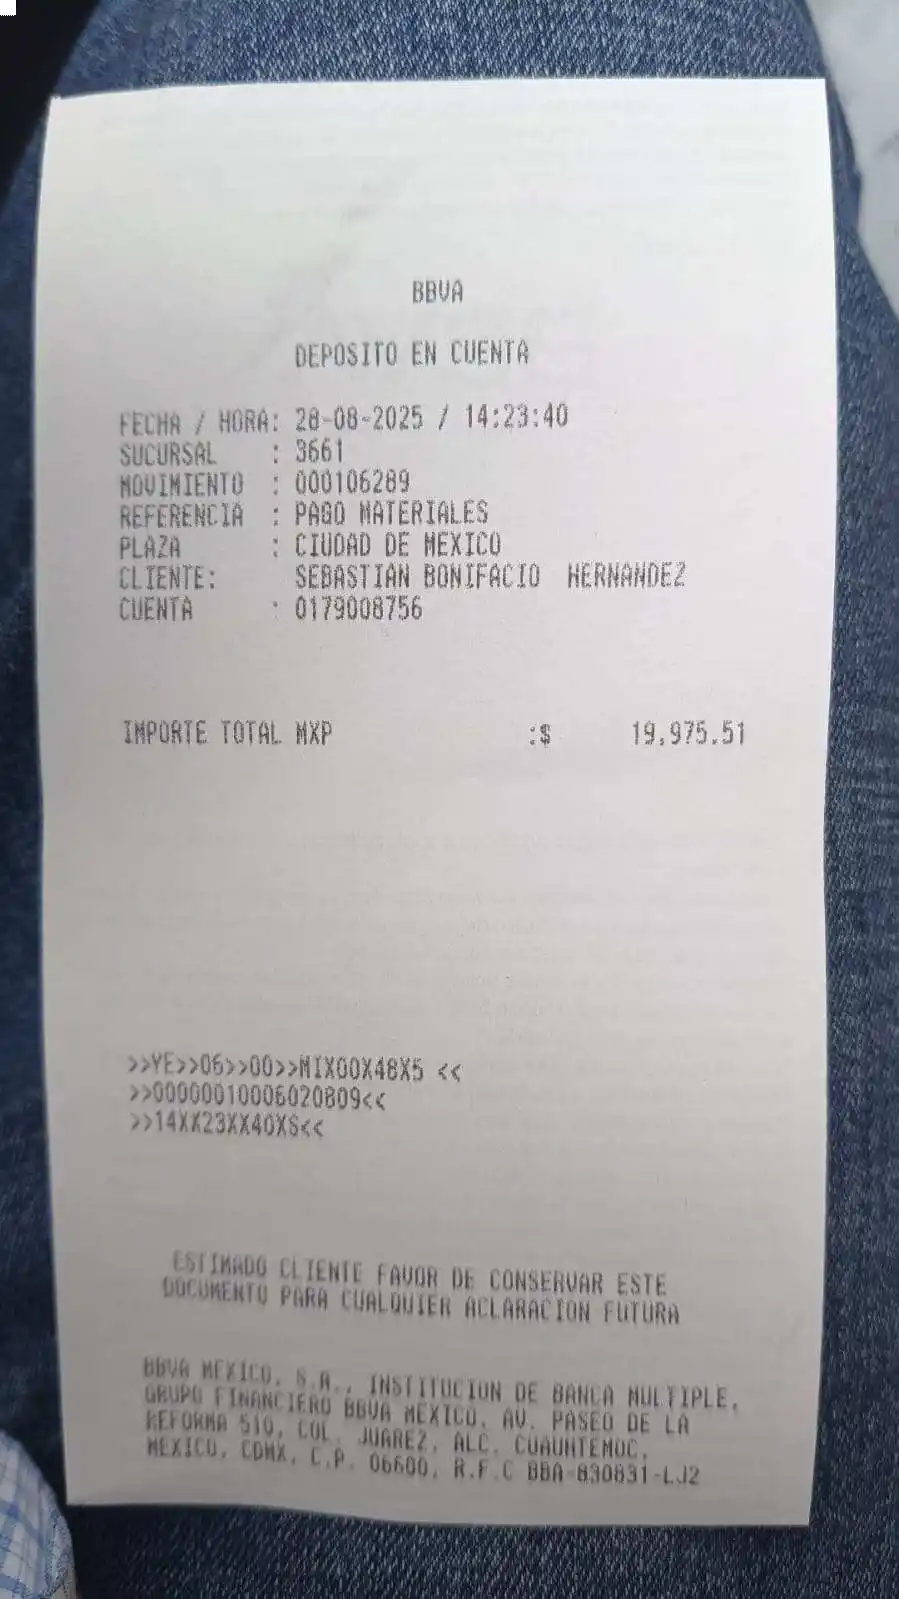 BBVA
DEPOSITO EN CUENTA
FECHA / HORA: 28-08-2025 / 14:23:40
SUCURSAL : 3661
MOVIMIENTO : 000106289
REFERENCIA : PAGO MATERIALES
PLAZA : CIUDAD DE MEXICO
CLIENTE: SEBASTIAN BONIFACIO HERNANDEZ
CUENTA : 0179008756
IMPORTE TOTAL MXP :$ 19,975.51
>>YE>>06>>00>>MIX00X48X5 <<
>>00000010006020809<<
>>14XX23XX40XS<<
ESTIMADO CLIENTE FAVOR DE CONSERVAR ESTE
DOCUMENTO PARA CUALQUIER ACLARACION FUTURA
BBVA MEXICO, S.A., INSTITUCION DE BANCA MULTIPLE,
GRUPO FINANCIERO BBVA MEXICO, AV. PASEO DE LA
REFORMA 510, COL. JUAREZ, ALC. CUAUHTEMOC,
MEXICO, CDMX, C.P. 06600, R.F.C BBA-830831-LJ2